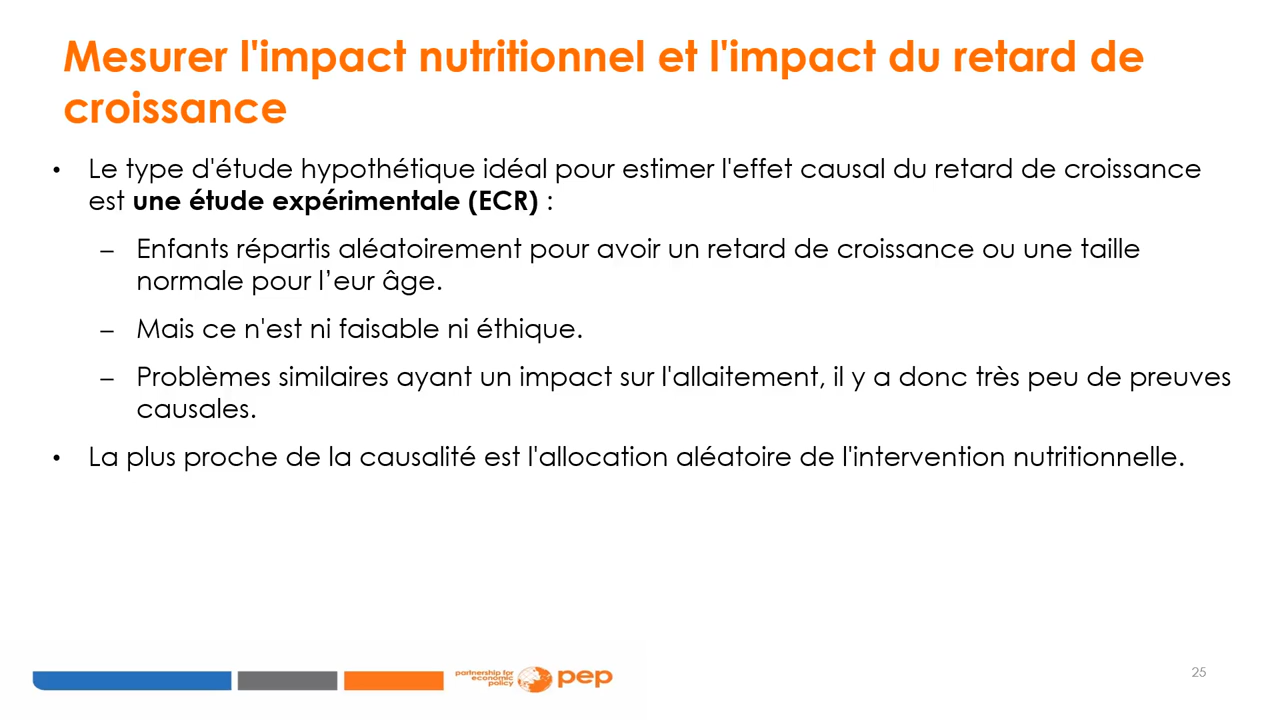 Mesurer l'impact nutritionnel et l'impact du retard de
croissance
• Le type d'étude hypothétique idéal pour estimer l'effet causal du retard de croissance
est une étude expérimentale (ECR) :
– Enfants répartis aléatoirement pour avoir un retard de croissance ou une taille
normale pour l’eur âge.
– Mais ce n'est ni faisable ni éthique.
– Problèmes similaires ayant un impact sur l'allaitement, il y a donc très peu de preuves
causales.
• La plus proche de la causalité est l'allocation aléatoire de l'intervention nutritionnelle.
partnership for
economic
policy
pep
25